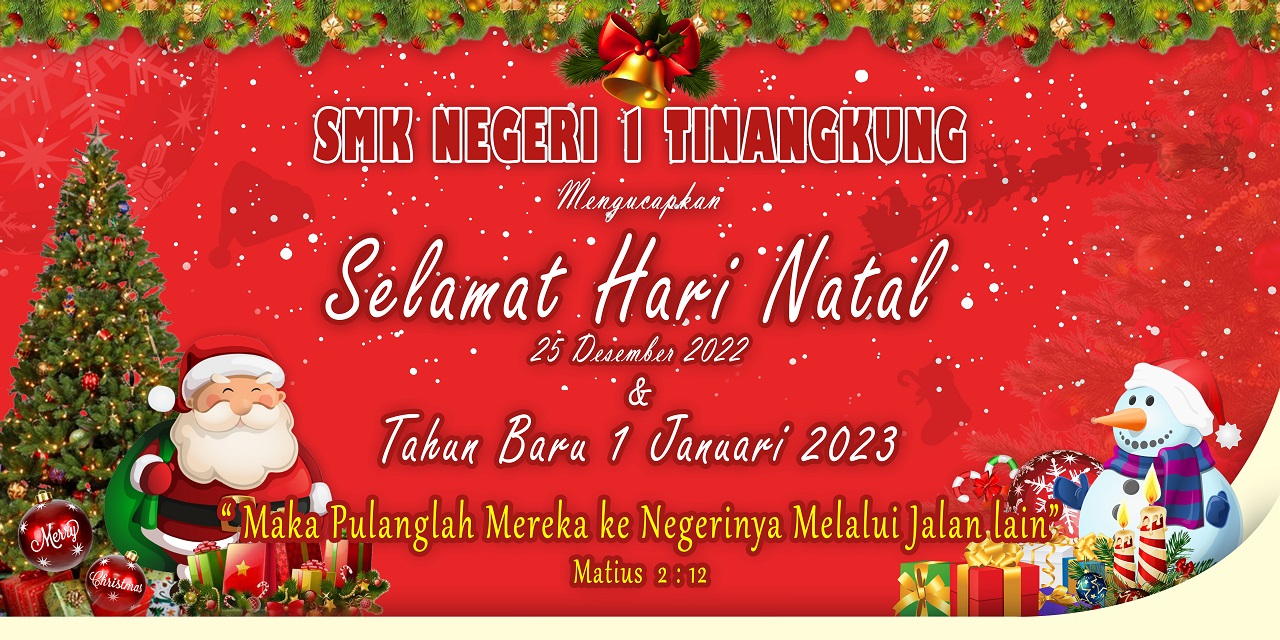 SMK NEGERI 1 TINANGKUNG
Mengucapkan
Selamat Hari Natal
25 Desember 2022
&
Tahun Baru 1 Januari 2023
“ Maka Pulanglah Mereka ke Negerinya Melalui Jalan lain”
Matius 2 : 12
Merry
Christmas